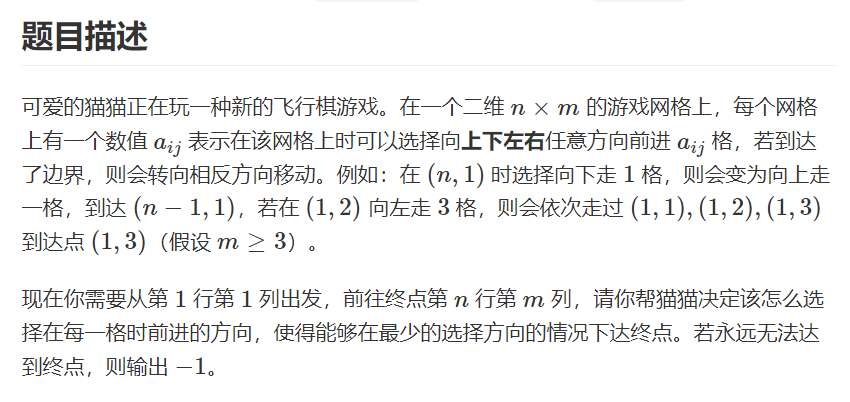 题目描述
可爱的猫猫正在玩一种新的飞行棋游戏。在一个二维 n × m 的游戏网格上，每个网格
上有一个数值 a_{ij} 表示在该网格上时可以选择向上下左右任意方向前进 a_{ij} 格，若到达
了边界，则会转向相反方向移动。例如：在 (n, 1) 时选择向下走 1 格，则会变为向上走
一格，到达 (n − 1, 1)，若在 (1, 2) 向左走 3 格，则会依次走过 (1, 1), (1, 2), (1, 3)
到达点 (1, 3)（假设 m ≥ 3）。
现在你需要从第 1 行第 1 列出发，前往终点第 n 行第 m 列，请你帮猫猫决定该怎么选
择在每一格时前进的方向，使得能够在最少的选择方向的情况下达终点。若永远无法达
到终点，则输出 −1。